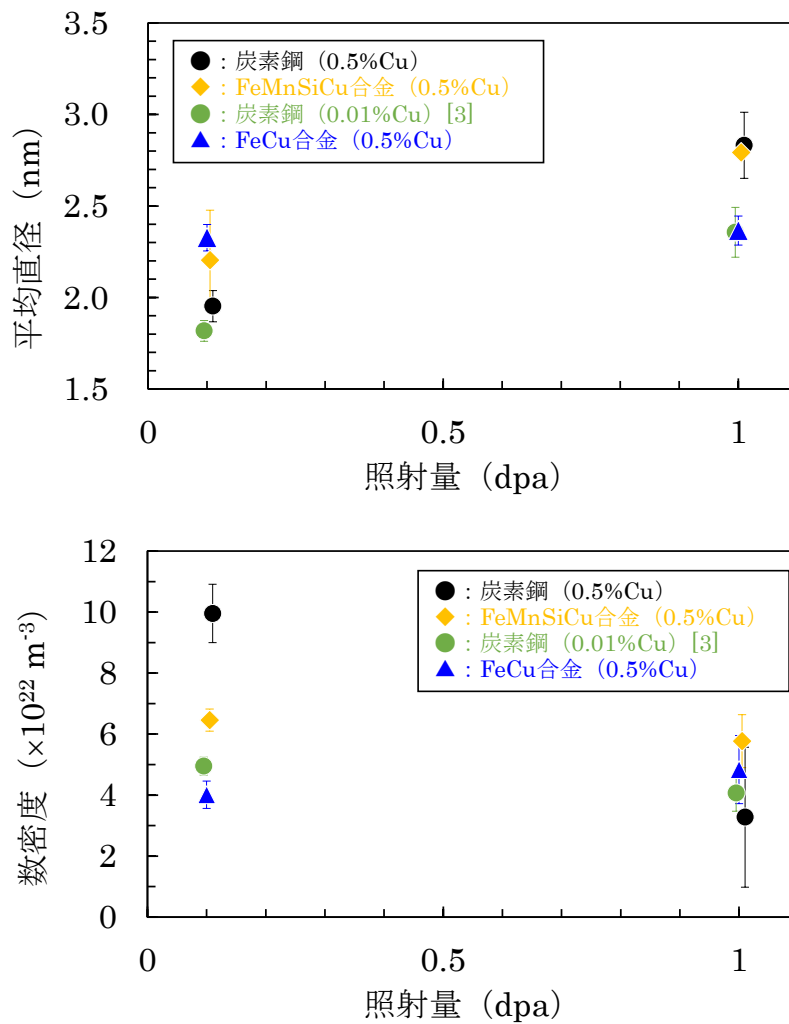 3.5
●：炭素鋼（0.5%Cu）
◆：FeMnSiCu合金（0.5%Cu）
●：炭素鋼（0.01%Cu）[3]
▲：FeCu合金（0.5%Cu）
3.0
2.5
2.0
1.5
平均直径（nm）
0
0.5
1
照射量（dpa）
12
●：炭素鋼（0.5%Cu）
◆：FeMnSiCu合金（0.5%Cu）
●：炭素鋼（0.01%Cu）[3]
▲：FeCu合金（0.5%Cu）
10
8
6
4
2
0
数密度（×10²² m⁻³）
0
0.5
1
照射量（dpa）